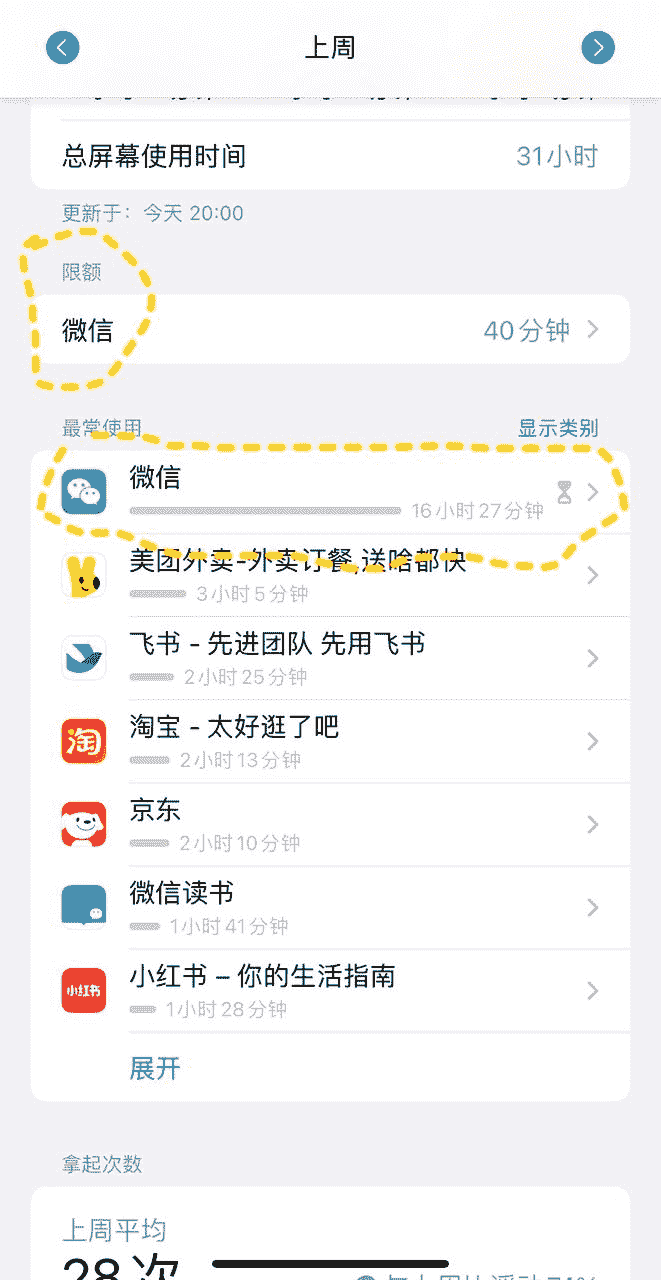 上周
总屏幕使用时间 31小时
更新于：今天 20:00
限额
微信 40分钟
最常使用 显示类别
微信
16小时27分钟
美团外卖-外卖订餐,送啥都快
3小时5分钟
飞书 - 先进团队 先用飞书
2小时25分钟
淘
淘宝 - 太好逛了吧
2小时13分钟
京东
2小时10分钟
微信读书
1小时41分钟
小红书
小红书 – 你的生活指南
1小时28分钟
展开
拿起次数
上周平均
28次